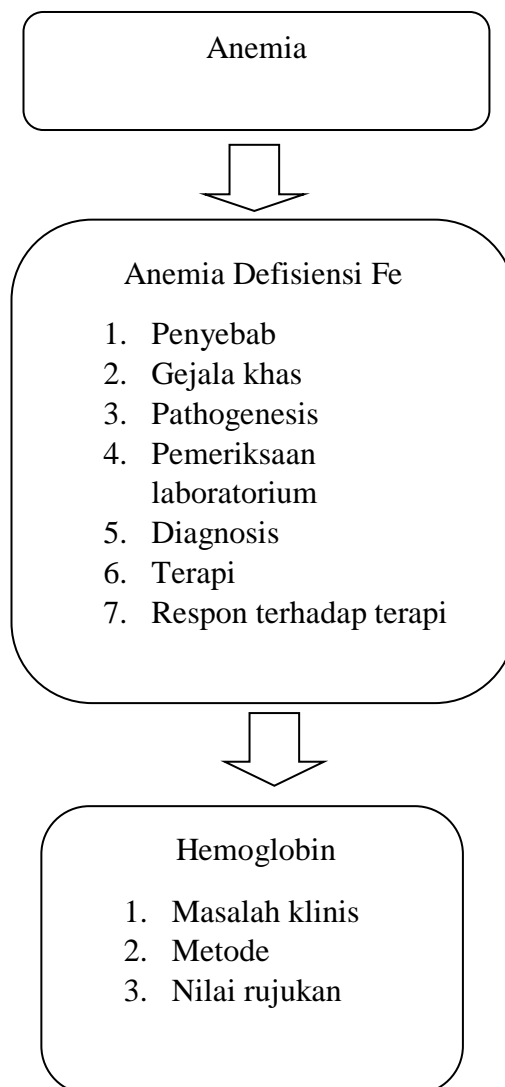 Anemia
Anemia Defisiensi Fe
1. Penyebab
2. Gejala khas
3. Pathogenesis
4. Pemeriksaan
laboratorium
5. Diagnosis
6. Terapi
7. Respon terhadap terapi
Hemoglobin
1. Masalah klinis
2. Metode
3. Nilai rujukan